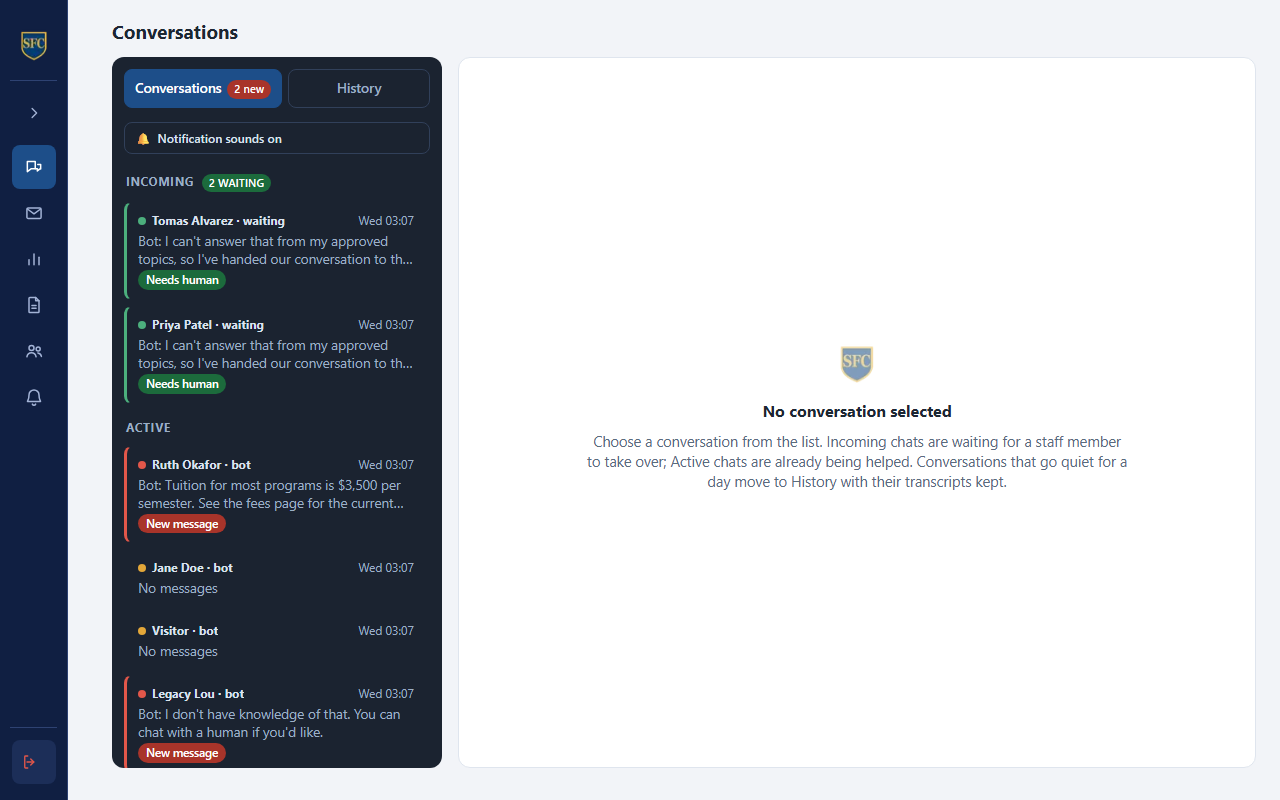 SFC
Conversations
Conversations 2 new
History
Notification sounds on
INCOMING 2 WAITING
Tomas Alvarez · waiting Wed 03:07
Bot: I can't answer that from my approved
topics, so I've handed our conversation to th...
Needs human
Priya Patel · waiting Wed 03:07
Bot: I can't answer that from my approved
topics, so I've handed our conversation to th...
Needs human
ACTIVE
Ruth Okafor · bot Wed 03:07
Bot: Tuition for most programs is $3,500 per
semester. See the fees page for the current...
New message
Jane Doe · bot Wed 03:07
No messages
Visitor · bot Wed 03:07
No messages
Legacy Lou · bot Wed 03:07
Bot: I don't have knowledge of that. You can
chat with a human if you'd like.
New message
SFC
No conversation selected
Choose a conversation from the list. Incoming chats are waiting for a staff member
to take over; Active chats are already being helped. Conversations that go quiet for a
day move to History with their transcripts kept.